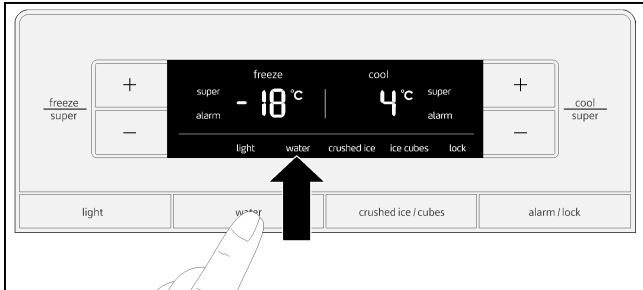 freeze
cool
super
- 18 °C
4 °C
super
alarm
alarm
light water crushed ice ice cubes lock
freeze
super
+
−
+
−
cool
super
light
water
crushed ice / cubes
alarm / lock